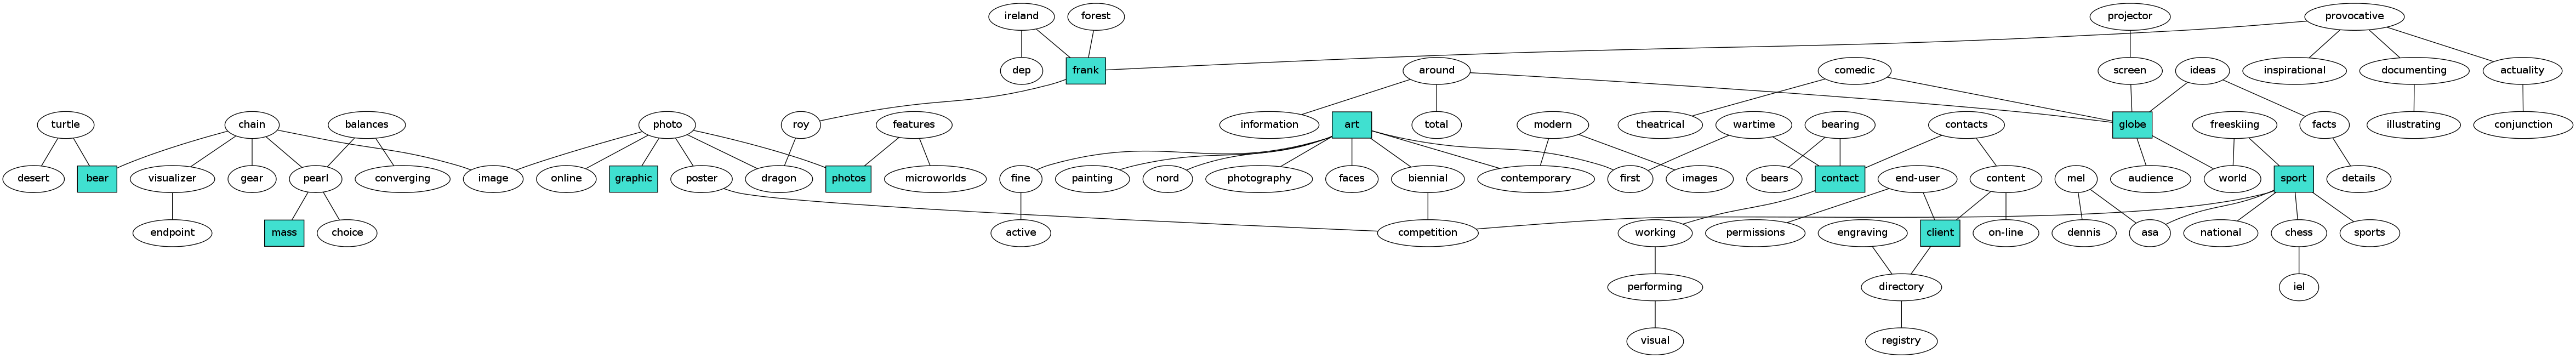 ireland forest projector provocative
dep frank around comedic screen ideas inspirational documenting actuality
turtle chain balances photo roy features information art total modern theatrical wartime bearing contacts globe freeskiing facts illustrating conjunction
desert bear visualizer gear pearl converging image online graphic poster dragon photos microworlds fine painting nord photography faces biennial contemporary first images bears contact end-user content mel audience world sport details
endpoint mass choice active competition working permissions engraving client on-line dennis asa national chess sports
performing directory iel
visual registry